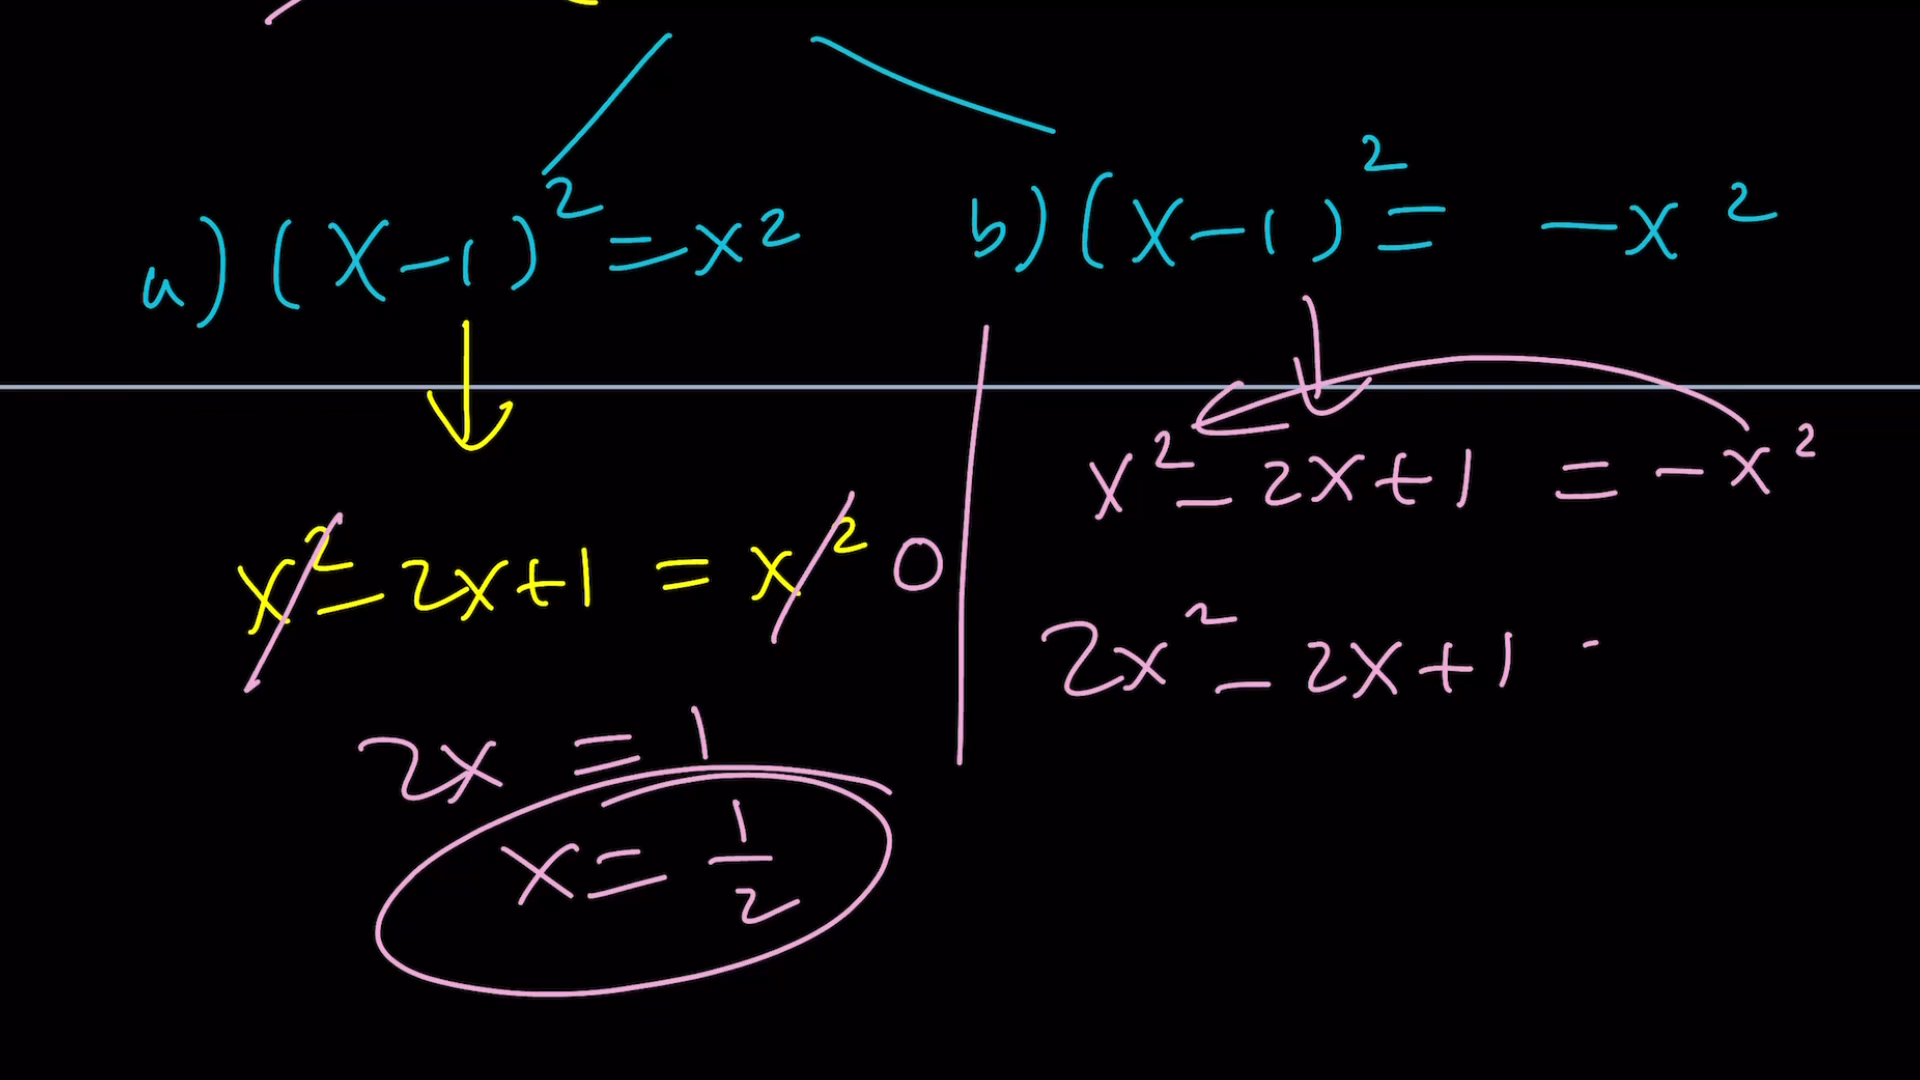 a) (x-1)² = x²
x² - 2x + 1 = x² 0
2x = 1
x = 1/2
b) (x-1)² = -x²
x² - 2x + 1 = -x²
2x² - 2x + 1 -